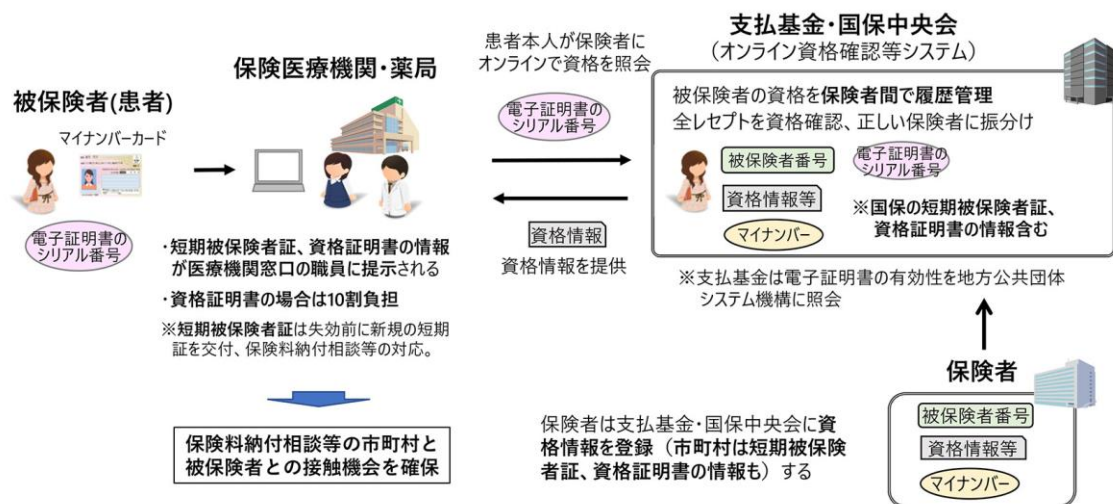 被保険者(患者)
マイナンバーカード
電子証明書の
シリアル番号
保険医療機関・薬局
・短期被保険者証、資格証明書の情報
が医療機関窓口の職員に提示される
・資格証明書の場合は10割負担
※短期被保険者証は失効前に新規の短期
証を交付、保険料納付相談等の対応。
保険料納付相談等の市町村と
被保険者との接触機会を確保
患者本人が保険者に
オンラインで資格を照会
電子証明書の
シリアル番号
資格情報
資格情報を提供
支払基金・国保中央会
(オンライン資格確認等システム)
被保険者の資格を保険者間で履歴管理
全レセプトを資格確認、正しい保険者に振分け
被保険者番号
電子証明書の
シリアル番号
資格情報等
マイナンバー
※国保の短期被保険者証、
資格証明書の情報含む
※支払基金は電子証明書の有効性を地方公共団体
システム機構に照会
保険者
被保険者番号
資格情報等
マイナンバー
保険者は支払基金・国保中央会に資
格情報を登録（市町村は短期被保険
者証、資格証明書の情報も）する